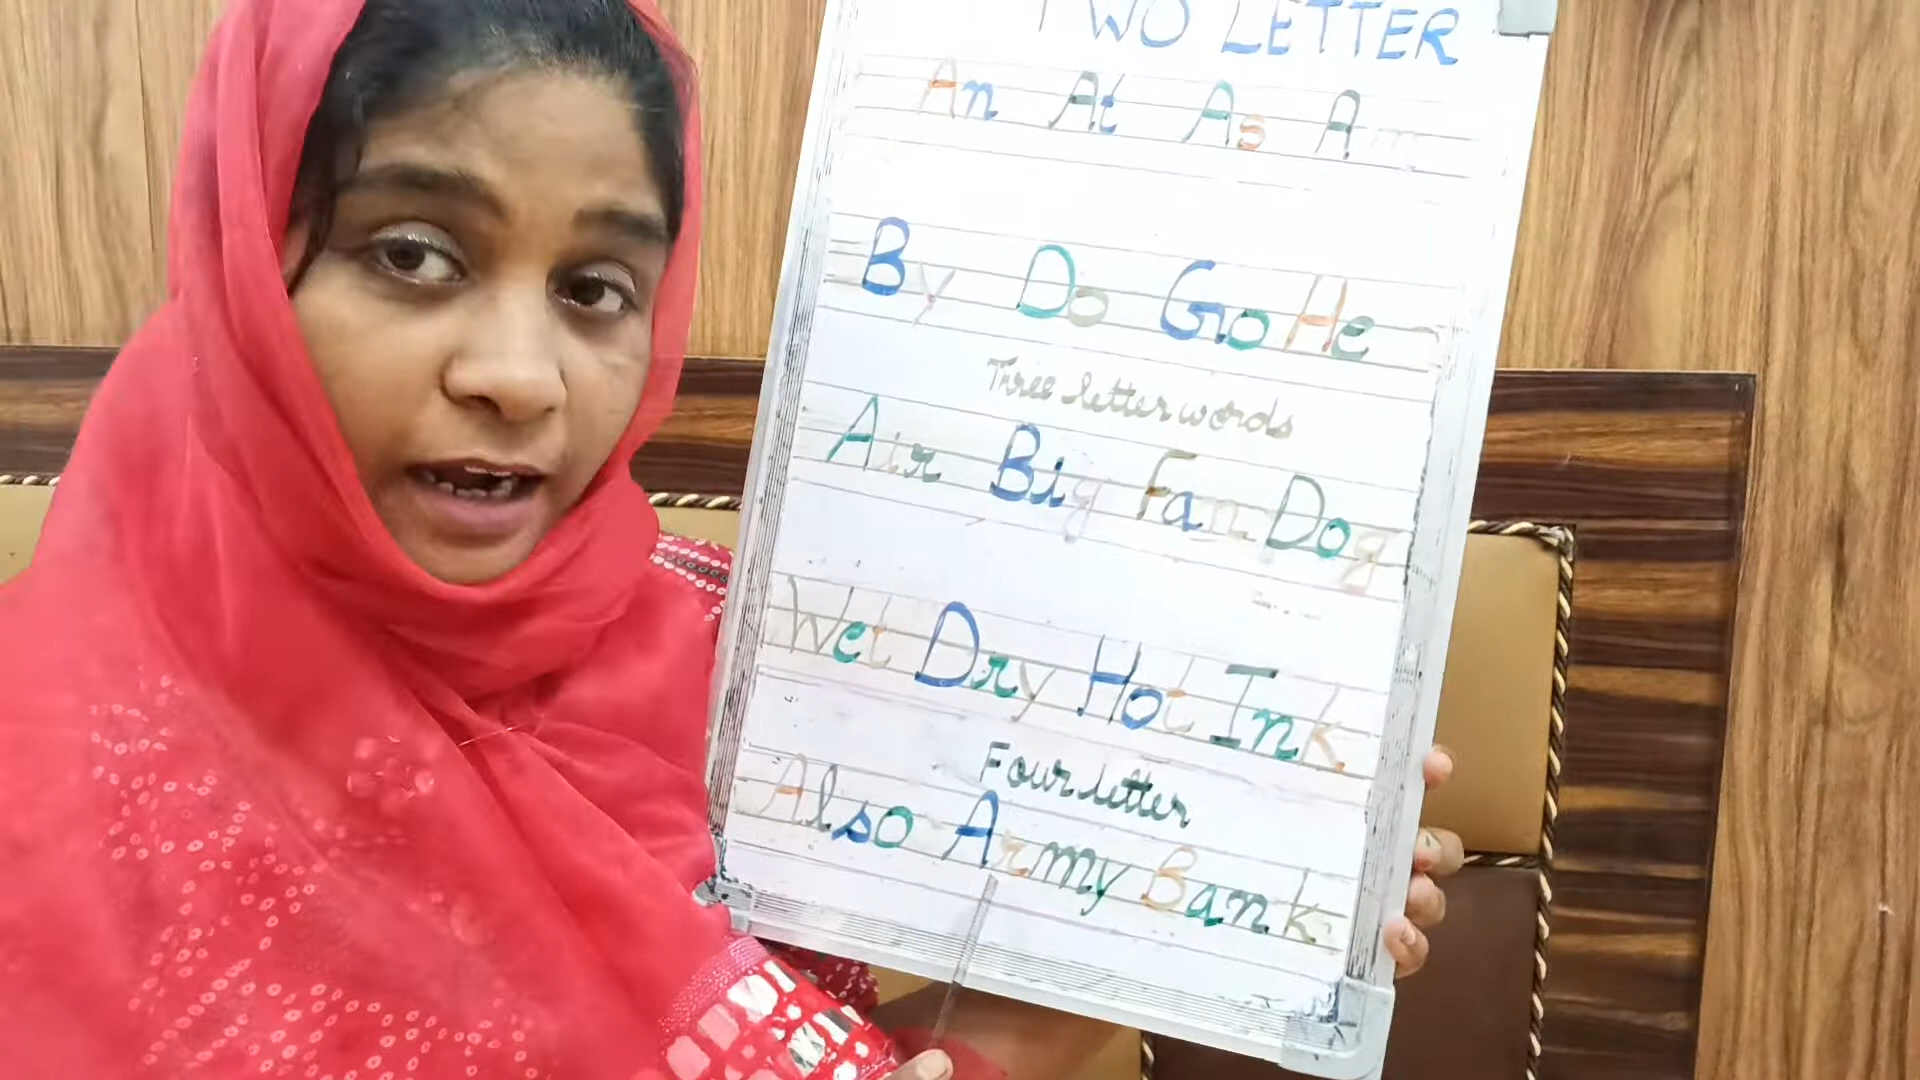 TWO LETTER
An At As Am
By Do Go He
Three letter words
Air Big Fan Dog
Wet Dry Hot Ink
Four letter
Also Army Bank